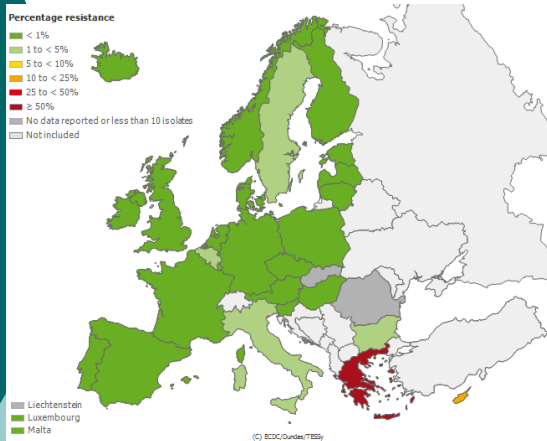 Percentage resistance
< 1%
1 to < 5%
5 to < 10%
10 to < 25%
25 to < 50%
≥ 50%
No data reported or less than 10 isolates
Not included
Liechtenstein
Luxembourg
Malta
(C) ECDC/Dundas/TESSy